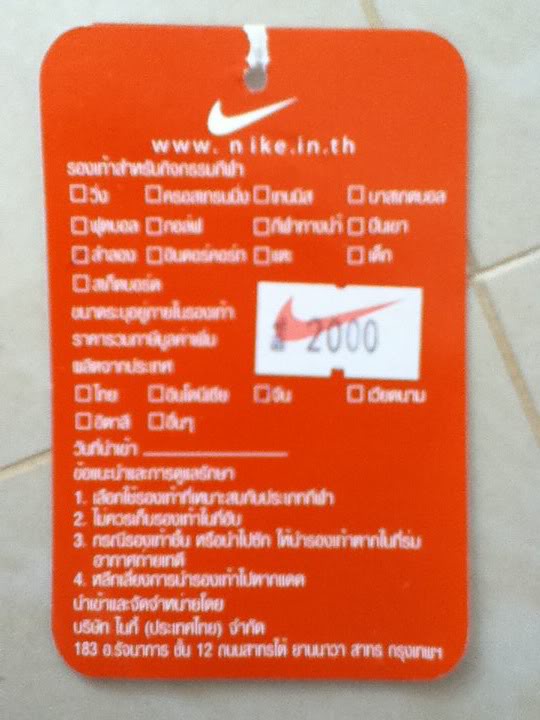 www. nike.in.th
รองเท้าสำหรับกิจกรรมกีฬา
วิ่ง ครอสเทรนนิ่ง เทนนิส บาสเกตบอล
ฟุตบอล กอล์ฟ กีฬาทางน้ำ ปีนเขา
ลำลอง อินดอร์คอร์ท แตะ เด็ก
สเก็ตบอร์ด
ขนาดระบุอยู่ภายในรองเท้า
ราคารวมภาษีมูลค่าเพิ่ม
2000
ผลิตจากประเทศ
ไทย อินโดนีเซีย จีน เวียดนาม
อิตาลี อื่นๆ
วันที่นำเข้า
ข้อแนะนำและการดูแลรักษา
1. เลือกใช้รองเท้าที่เหมาะสมกับประเภทกีฬา
2. ไม่ควรเก็บรองเท้าในที่อับ
3. กรณีรองเท้าชื้น หรือนำไปซัก ให้นำรองเท้าตากในที่ร่ม
อากาศถ่ายเทดี
4. หลีกเลี่ยงการนำรองเท้าไปตากแดด
นำเข้าและจัดจำหน่ายโดย
บริษัท ไนกี้ (ประเทศไทย) จำกัด
183 อ.รัจนาการ ชั้น 12 ถนนสาทรใต้ ยานนาวา สาทร กรุงเทพฯ